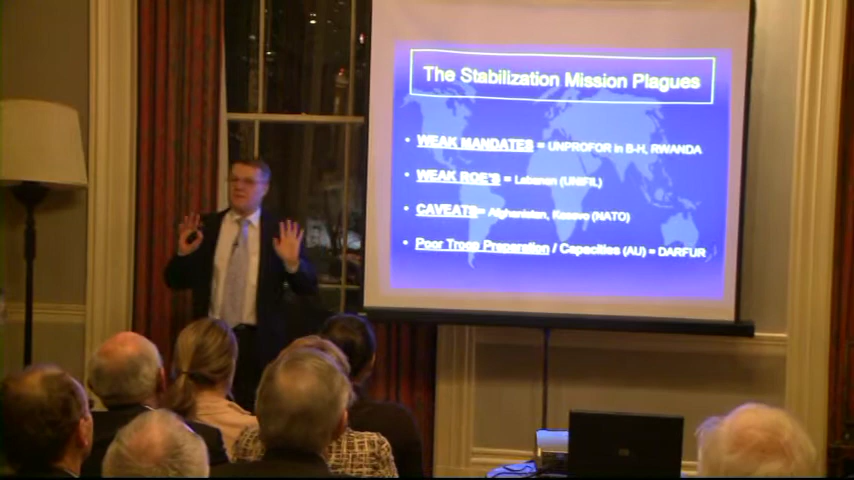 The Stabilization Mission Plagues
• WEAK MANDATES = UNPROFOR in B-H, RWANDA
• WEAK ROE'S = Lebanon (UNIFIL)
• CAVEATS= Afghanistan, Kosovo (NATO)
• Poor Troop Preparation / Capacities (AU) = DARFUR